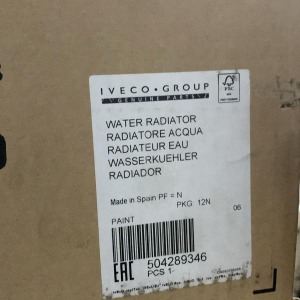 IVECO•GROUP
GENUINE PARTS
FSC
WATER RADIATOR
RADIATORE ACQUA
RADIATEUR EAU
WASSERKUEHLER
RADIADOR
Made in Spain PF = N
PKG: 12N
06
PAINT
EAC
504289346
PCS 1